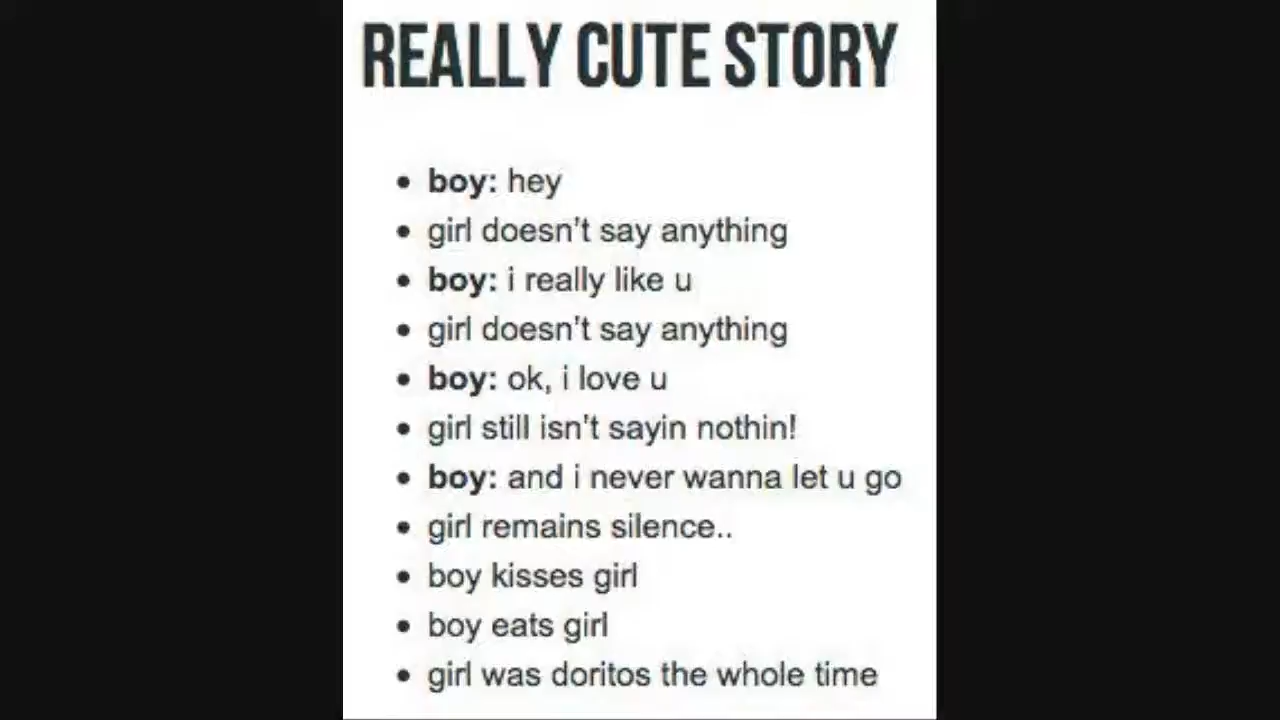 REALLY CUTE STORY
• boy: hey
• girl doesn't say anything
• boy: i really like u
• girl doesn't say anything
• boy: ok, i love u
• girl still isn't sayin nothin!
• boy: and i never wanna let u go
• girl remains silence..
• boy kisses girl
• boy eats girl
• girl was doritos the whole time